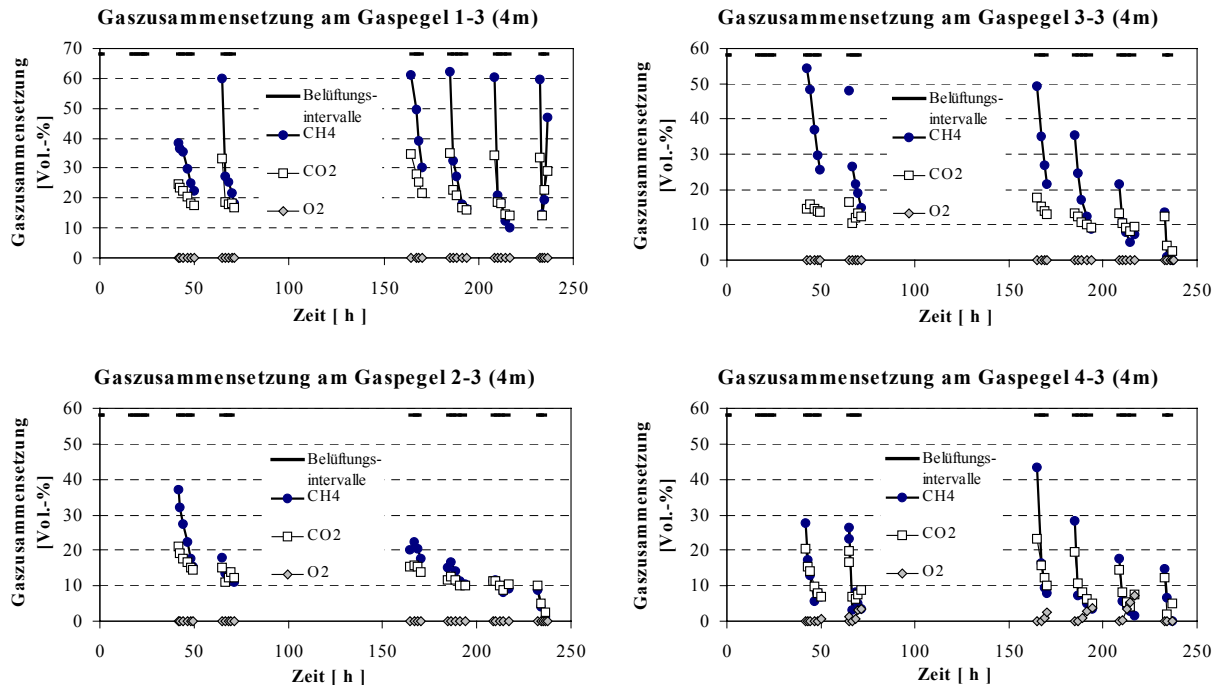 Gaszusammensetzung am Gaspegel 1-3 (4m)
Gaszusammensetzung
[Vol.-%]
70
60
50
40
30
20
10
0
Belüftungs-
intervalle
CH4
CO2
O2
0 50 100 150 200 250
Zeit [ h ]
Gaszusammensetzung am Gaspegel 3-3 (4m)
Gaszusammensetzung
[Vol.-%]
60
50
40
30
20
10
0
Belüftungs-
intervalle
CH4
CO2
O2
0 50 100 150 200 250
Zeit [ h ]
Gaszusammensetzung am Gaspegel 2-3 (4m)
Gaszusammensetzung
[Vol.-%]
60
50
40
30
20
10
0
Belüftungs-
intervalle
CH4
CO2
O2
0 50 100 150 200 250
Zeit [ h ]
Gaszusammensetzung am Gaspegel 4-3 (4m)
Gaszusammensetzung
[Vol.-%]
60
50
40
30
20
10
0
Belüftungs-
intervalle
CH4
CO2
O2
0 50 100 150 200 250
Zeit [ h ]